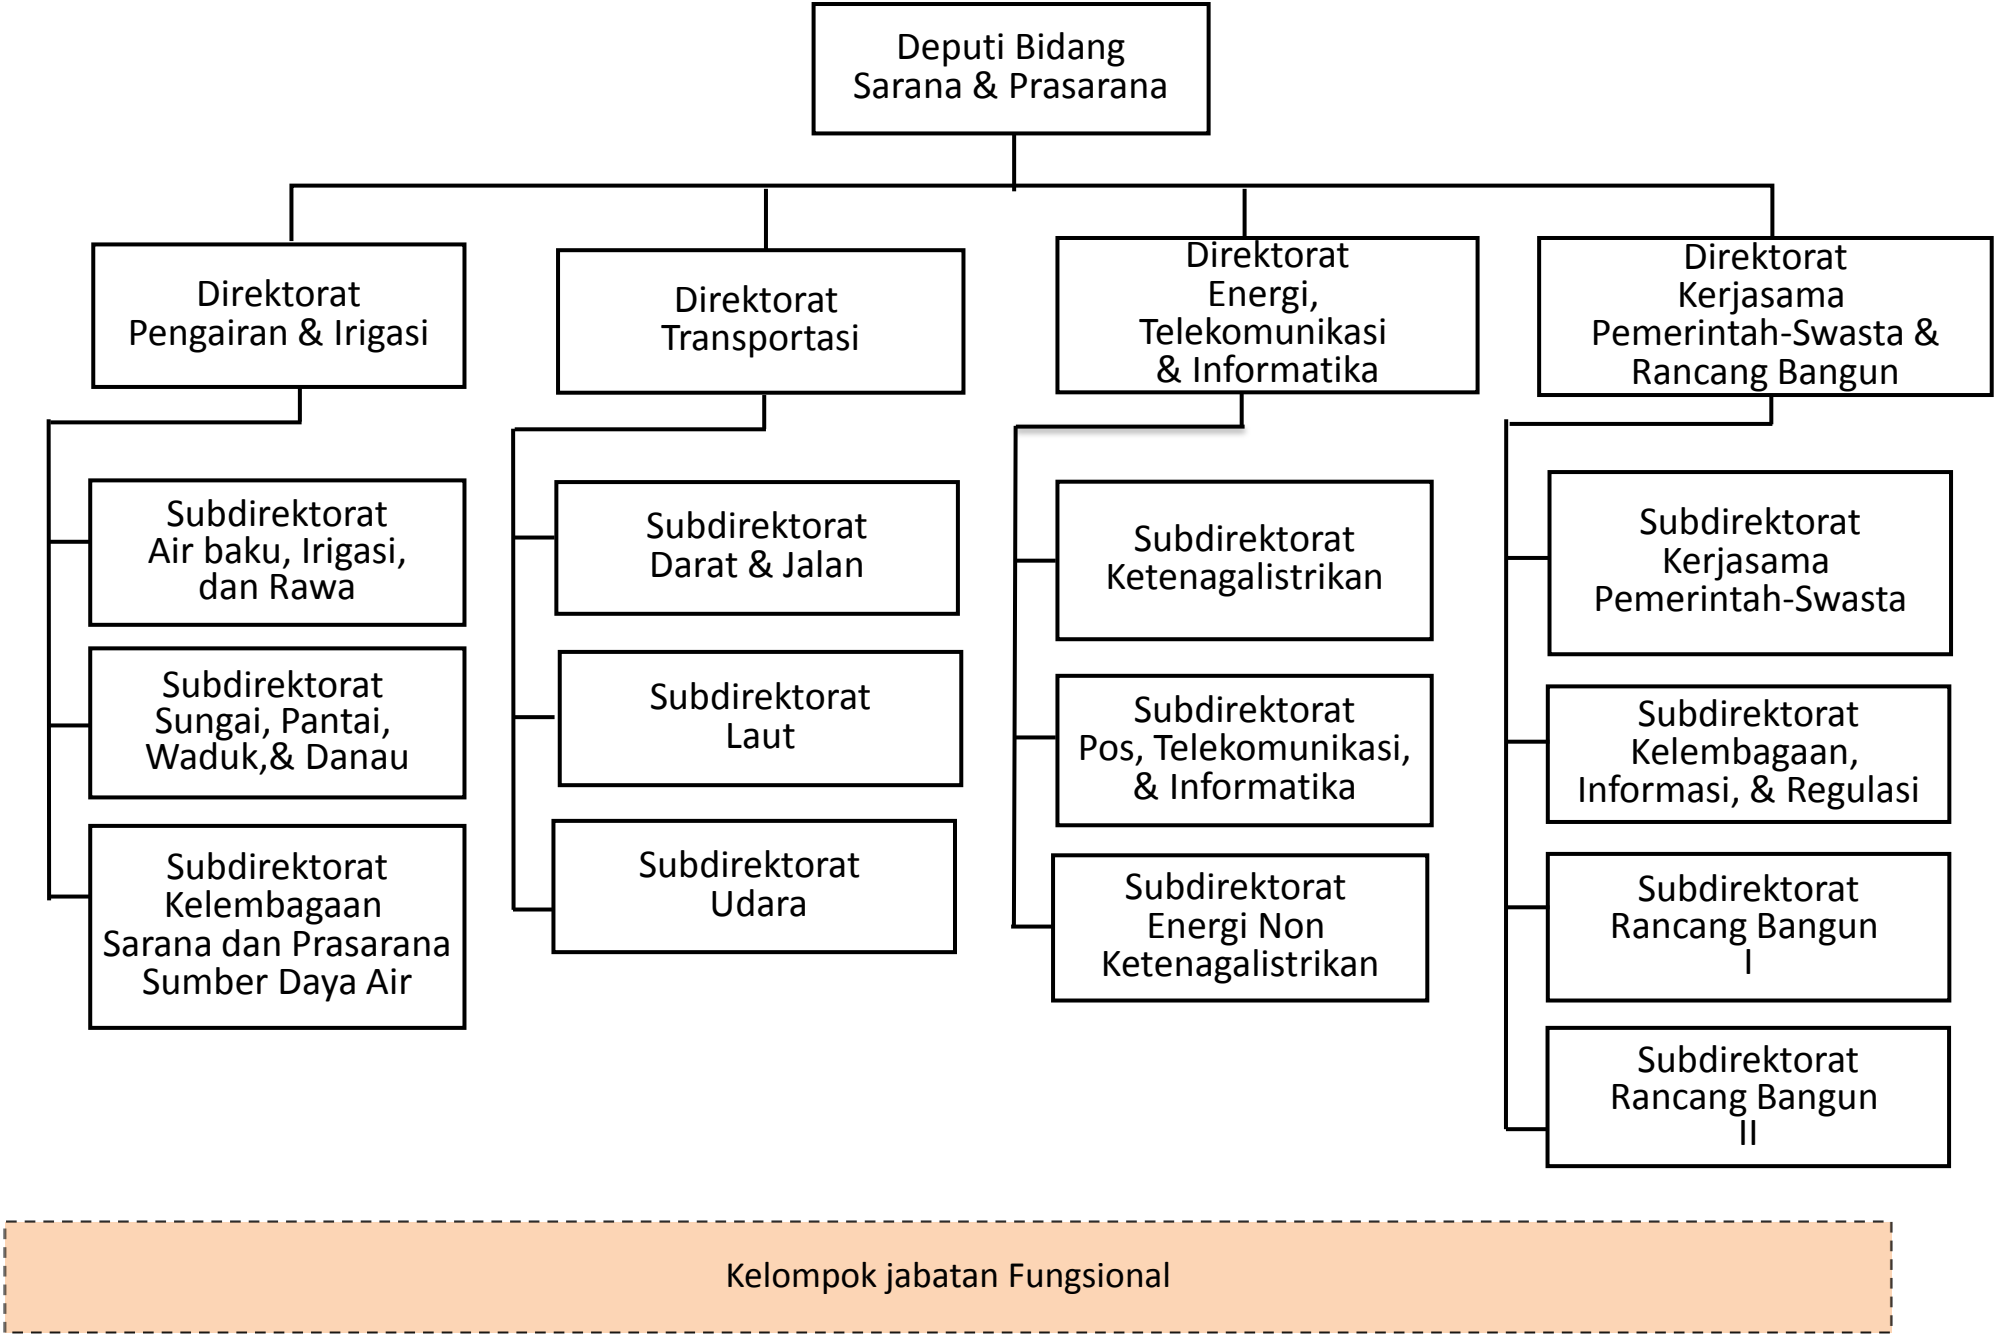 Deputi Bidang
Sarana & Prasarana
Direktorat
Pengairan & Irigasi
Direktorat
Transportasi
Direktorat
Energi,
Telekomunikasi
& Informatika
Direktorat
Kerjasama
Pemerintah-Swasta &
Rancang Bangun
Subdirektorat
Air baku, Irigasi,
dan Rawa
Subdirektorat
Sungai, Pantai,
Waduk,& Danau
Subdirektorat
Kelembagaan
Sarana dan Prasarana
Sumber Daya Air
Subdirektorat
Darat & Jalan
Subdirektorat
Laut
Subdirektorat
Udara
Subdirektorat
Ketenagalistrikan
Subdirektorat
Pos, Telekomunikasi,
& Informatika
Subdirektorat
Energi Non
Ketenagalistrikan
Subdirektorat
Kerjasama
Pemerintah-Swasta
Subdirektorat
Kelembagaan,
Informasi, & Regulasi
Subdirektorat
Rancang Bangun
I
Subdirektorat
Rancang Bangun
II
Kelompok jabatan Fungsional